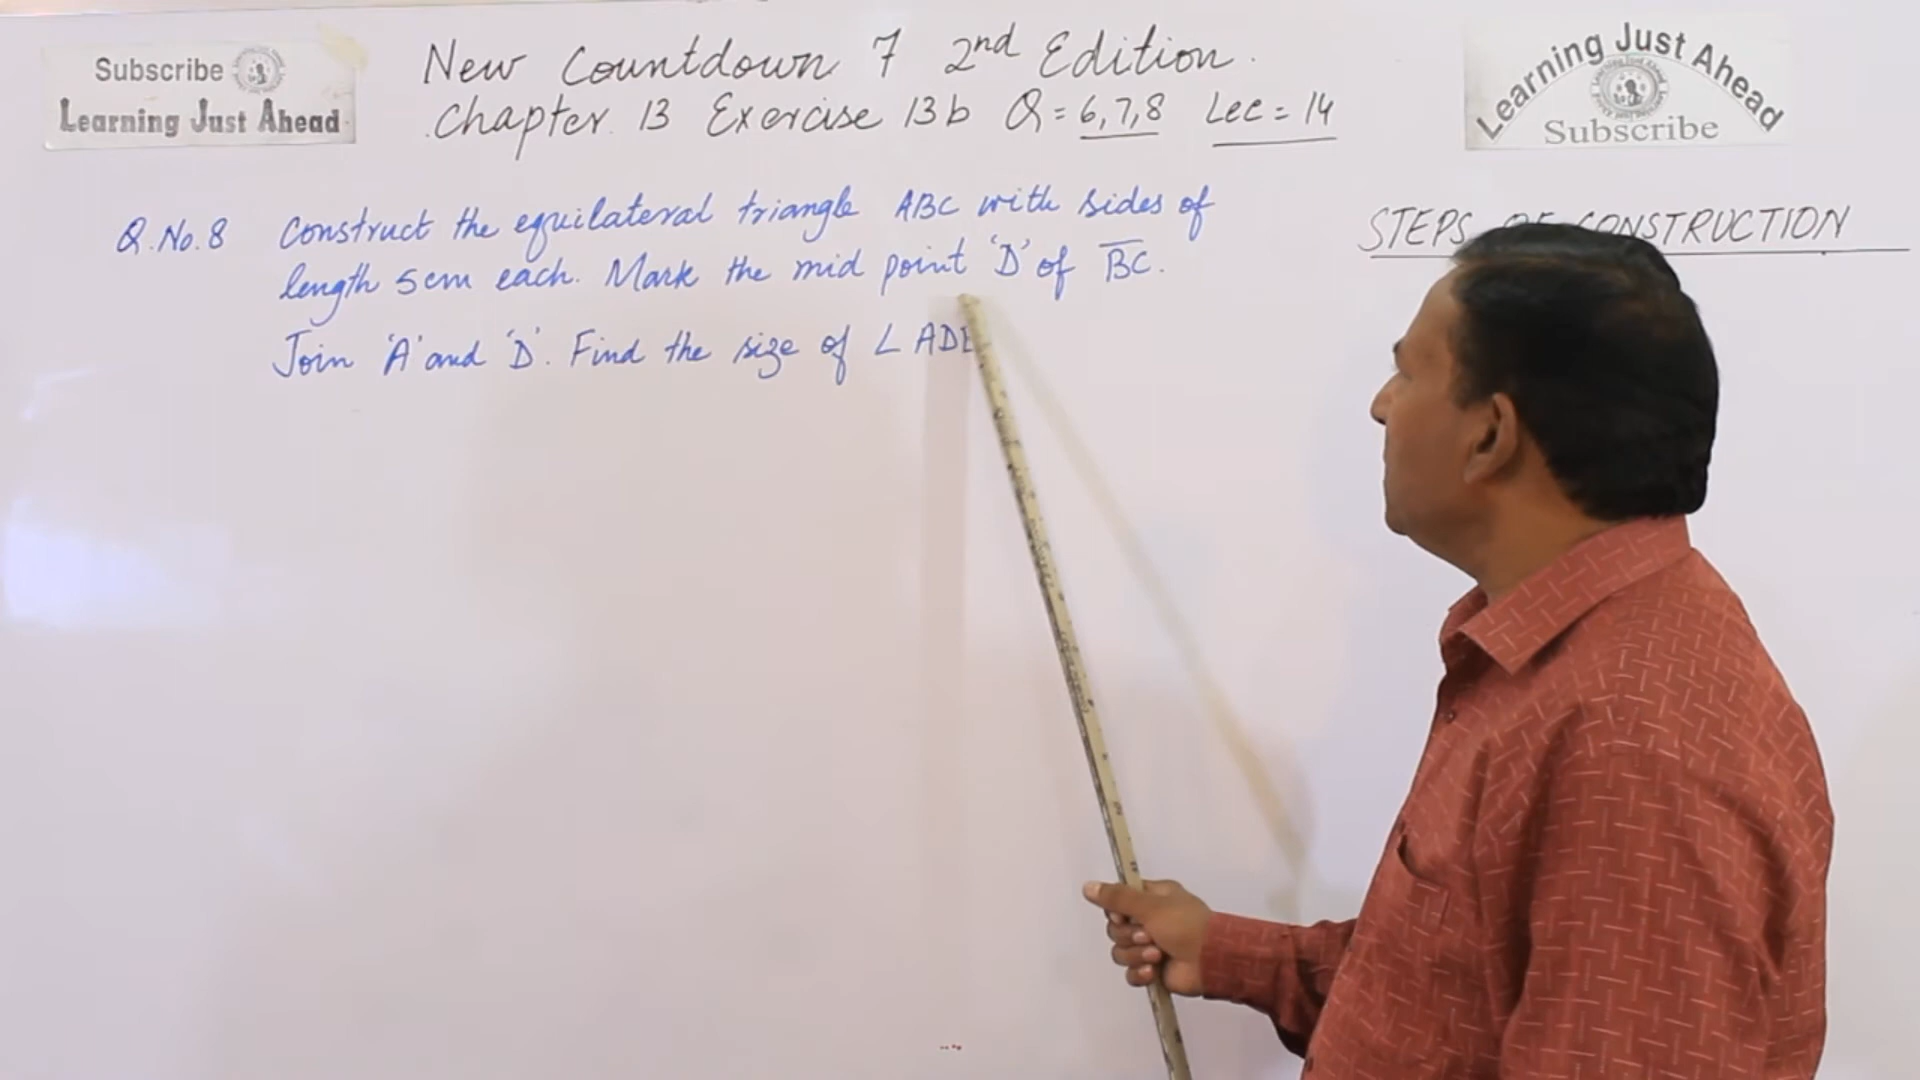 Subscribe
Learning Just Ahead
New Countdown 7 2nd Edition.
Chapter 13 Exercise 13b Q = 6,7,8 Lec = 14
Learning Just Ahead
Subscribe
Q.No.8 Construct the equilateral triangle ABC with sides of
length 5cm each. Mark the mid point 'D' of BC.
Join 'A' and 'D'. Find the size of ∠
STEPS CONSTRUCTION